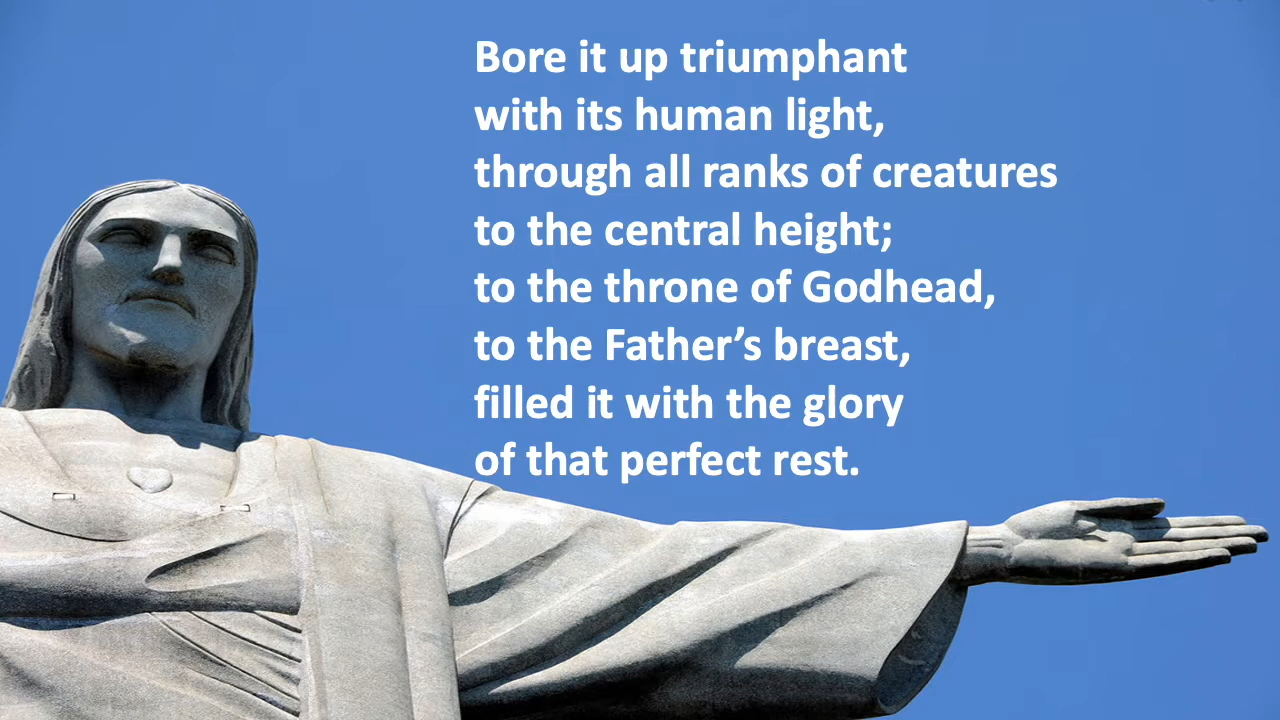 Bore it up triumphant
with its human light,
through all ranks of creatures
to the central height;
to the throne of Godhead,
to the Father’s breast,
filled it with the glory
of that perfect rest.